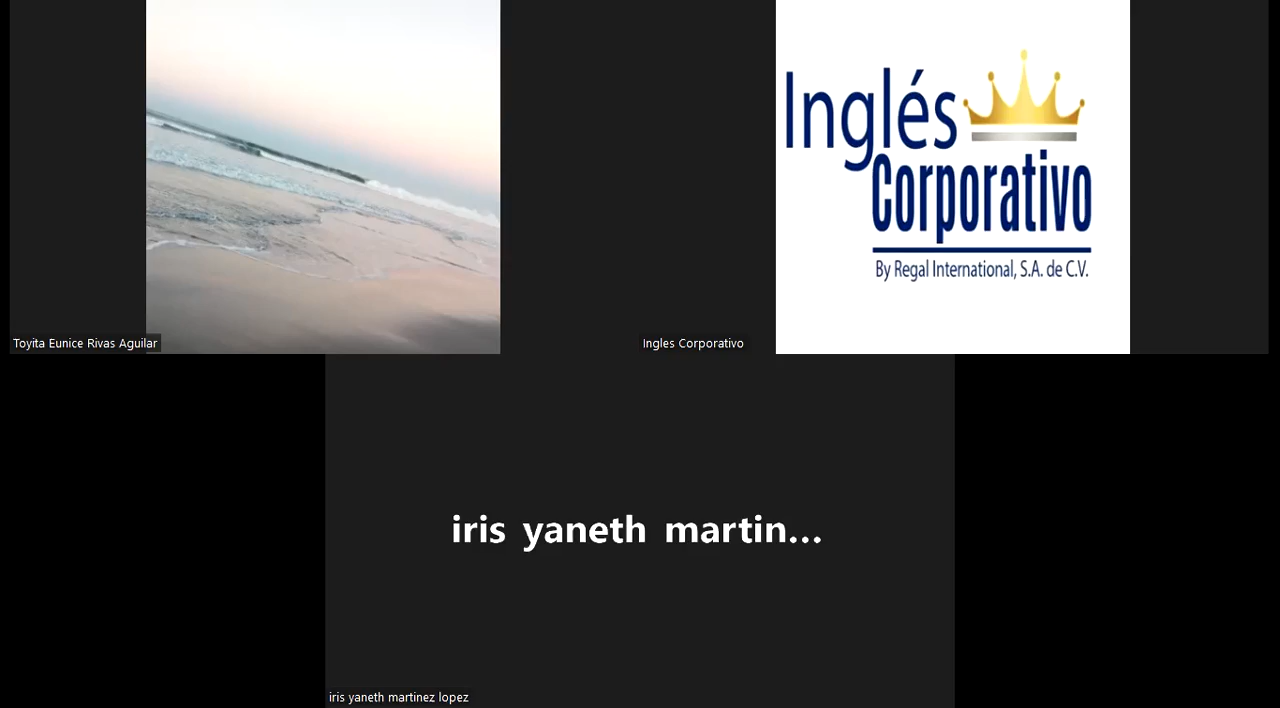 Inglés
Corporativo
By Regal International, S.A. de C.V.
Toyita Eunice Rivas Aguilar
Ingles Corporativo
iris yaneth martin...
iris yaneth martinez lopez